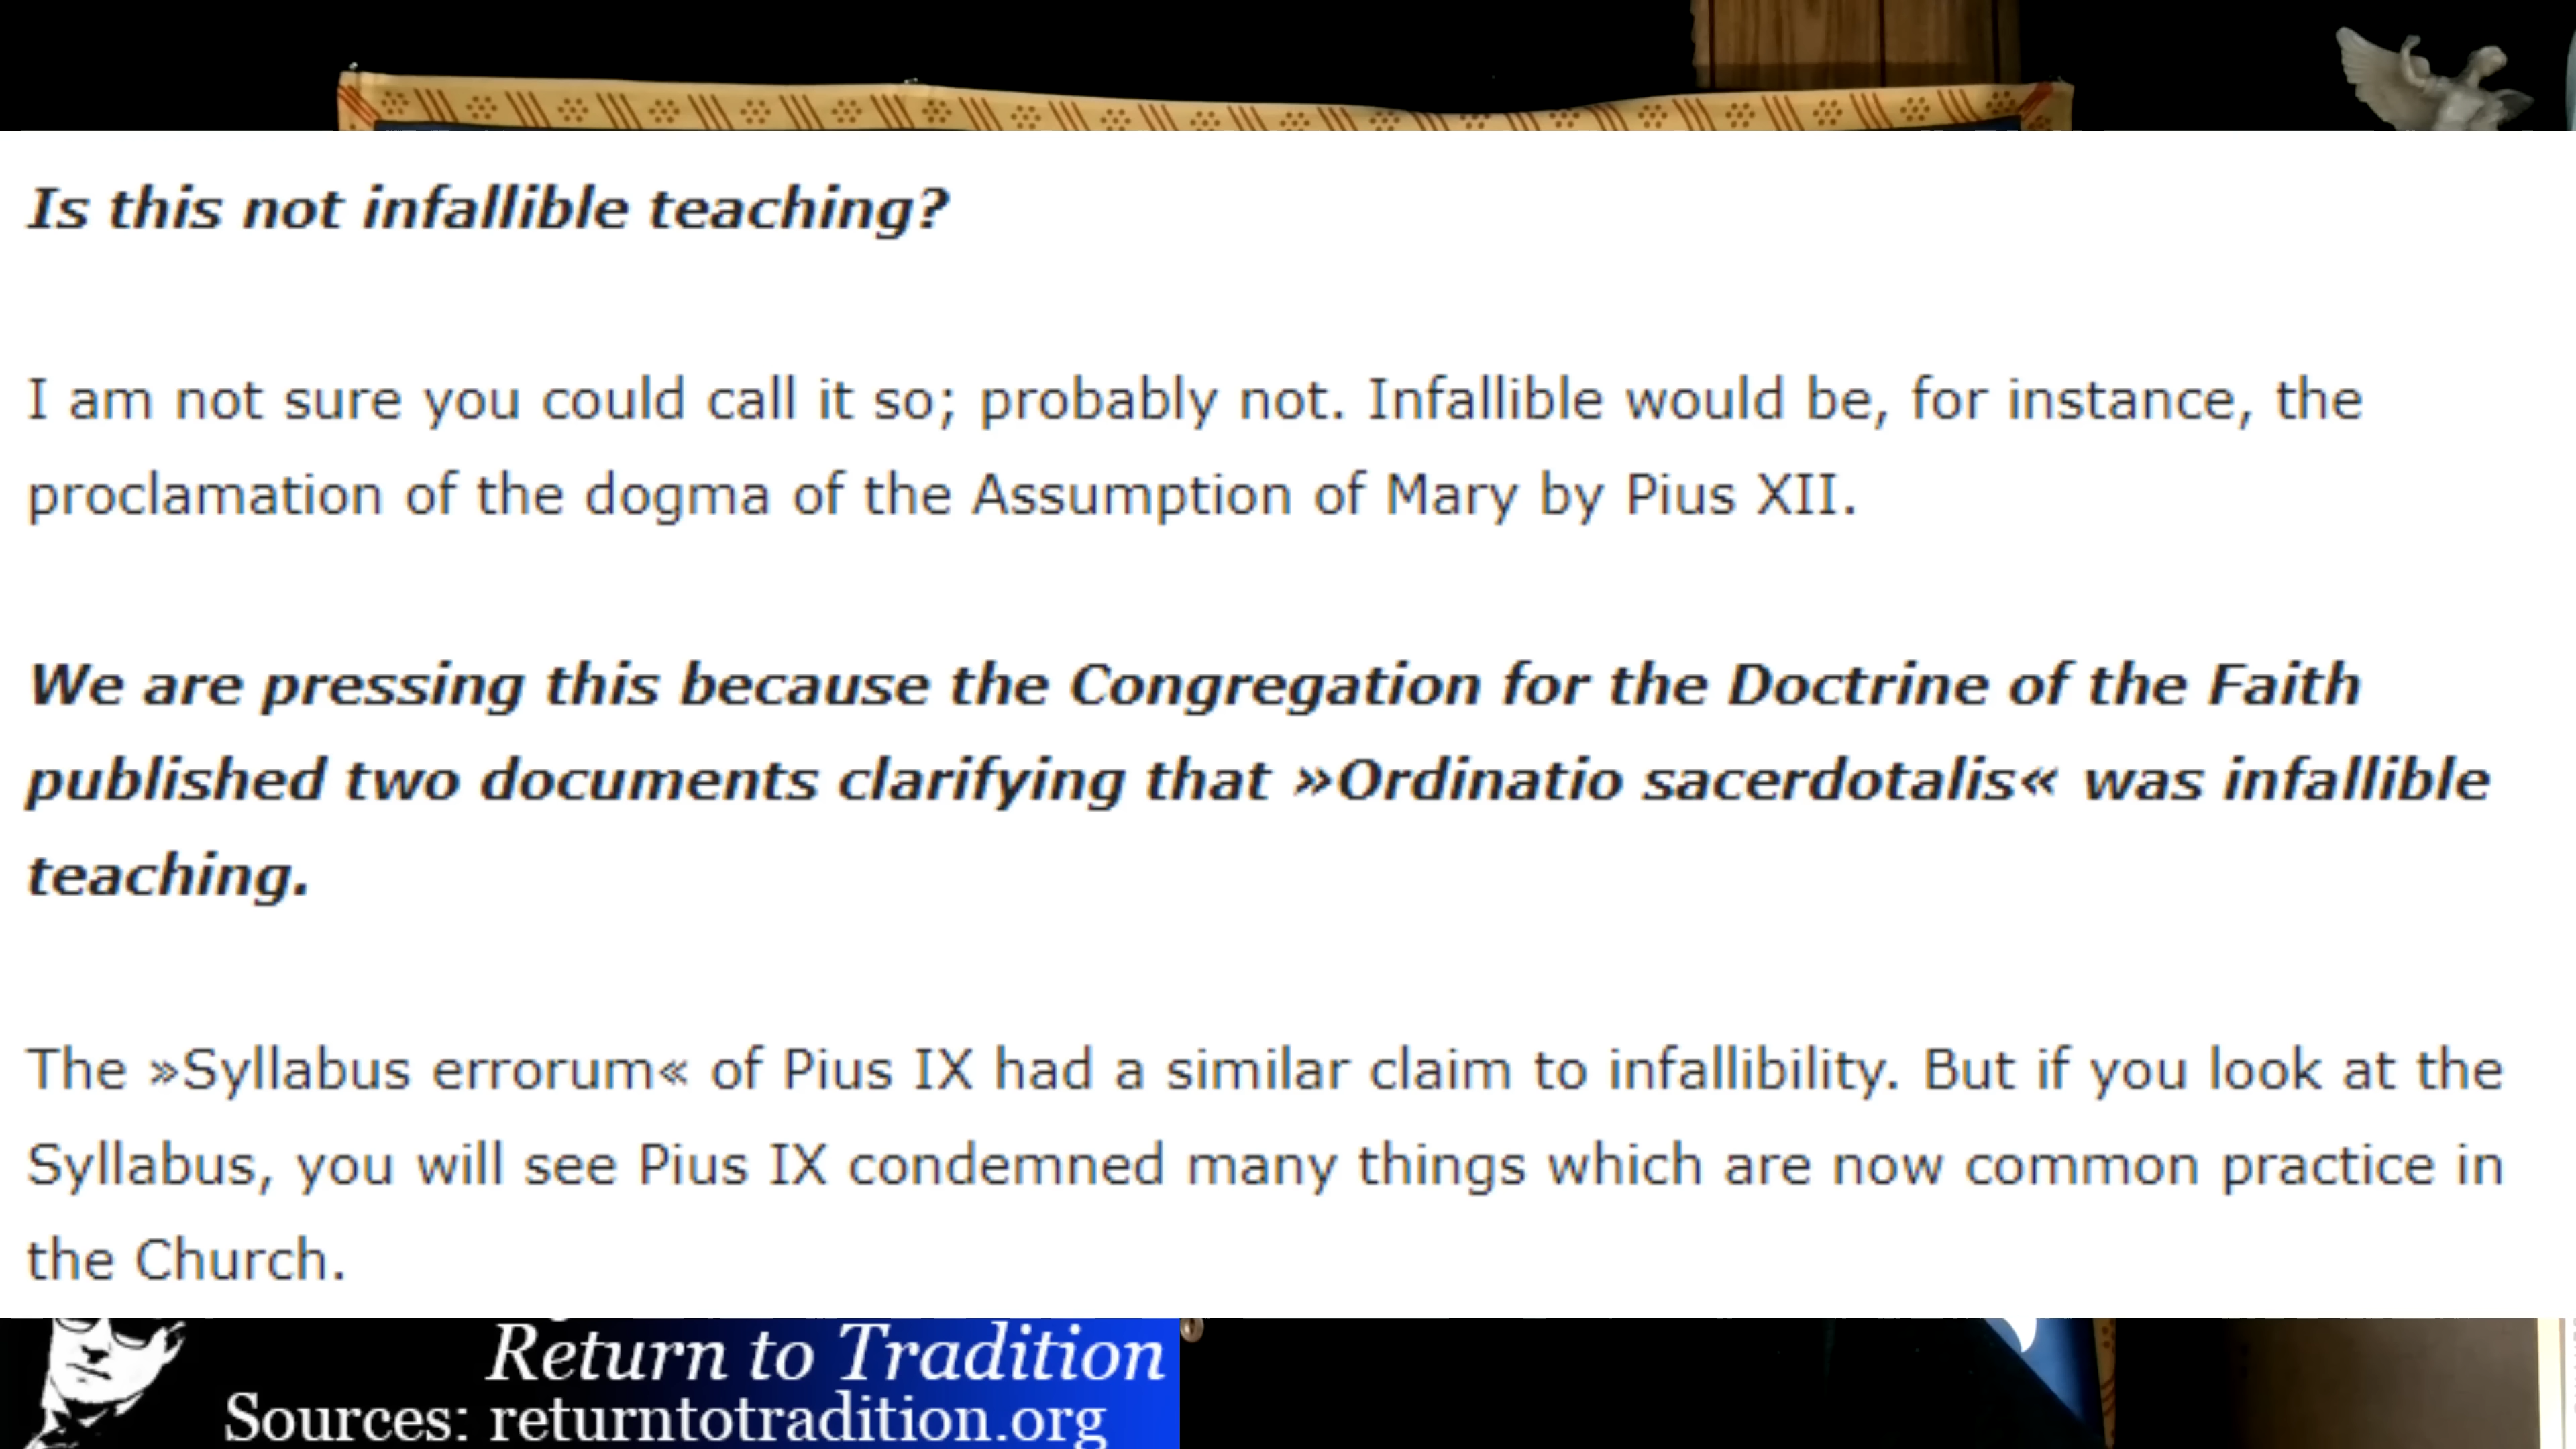 Is this not infallible teaching?
I am not sure you could call it so; probably not. Infallible would be, for instance, the
proclamation of the dogma of the Assumption of Mary by Pius XII.
We are pressing this because the Congregation for the Doctrine of the Faith
published two documents clarifying that »Ordinatio sacerdotalis« was infallible
teaching.
The »Syllabus errorum« of Pius IX had a similar claim to infallibility. But if you look at the
Syllabus, you will see Pius IX condemned many things which are now common practice in
the Church.
Return to Tradition
Sources: returntotradition.org